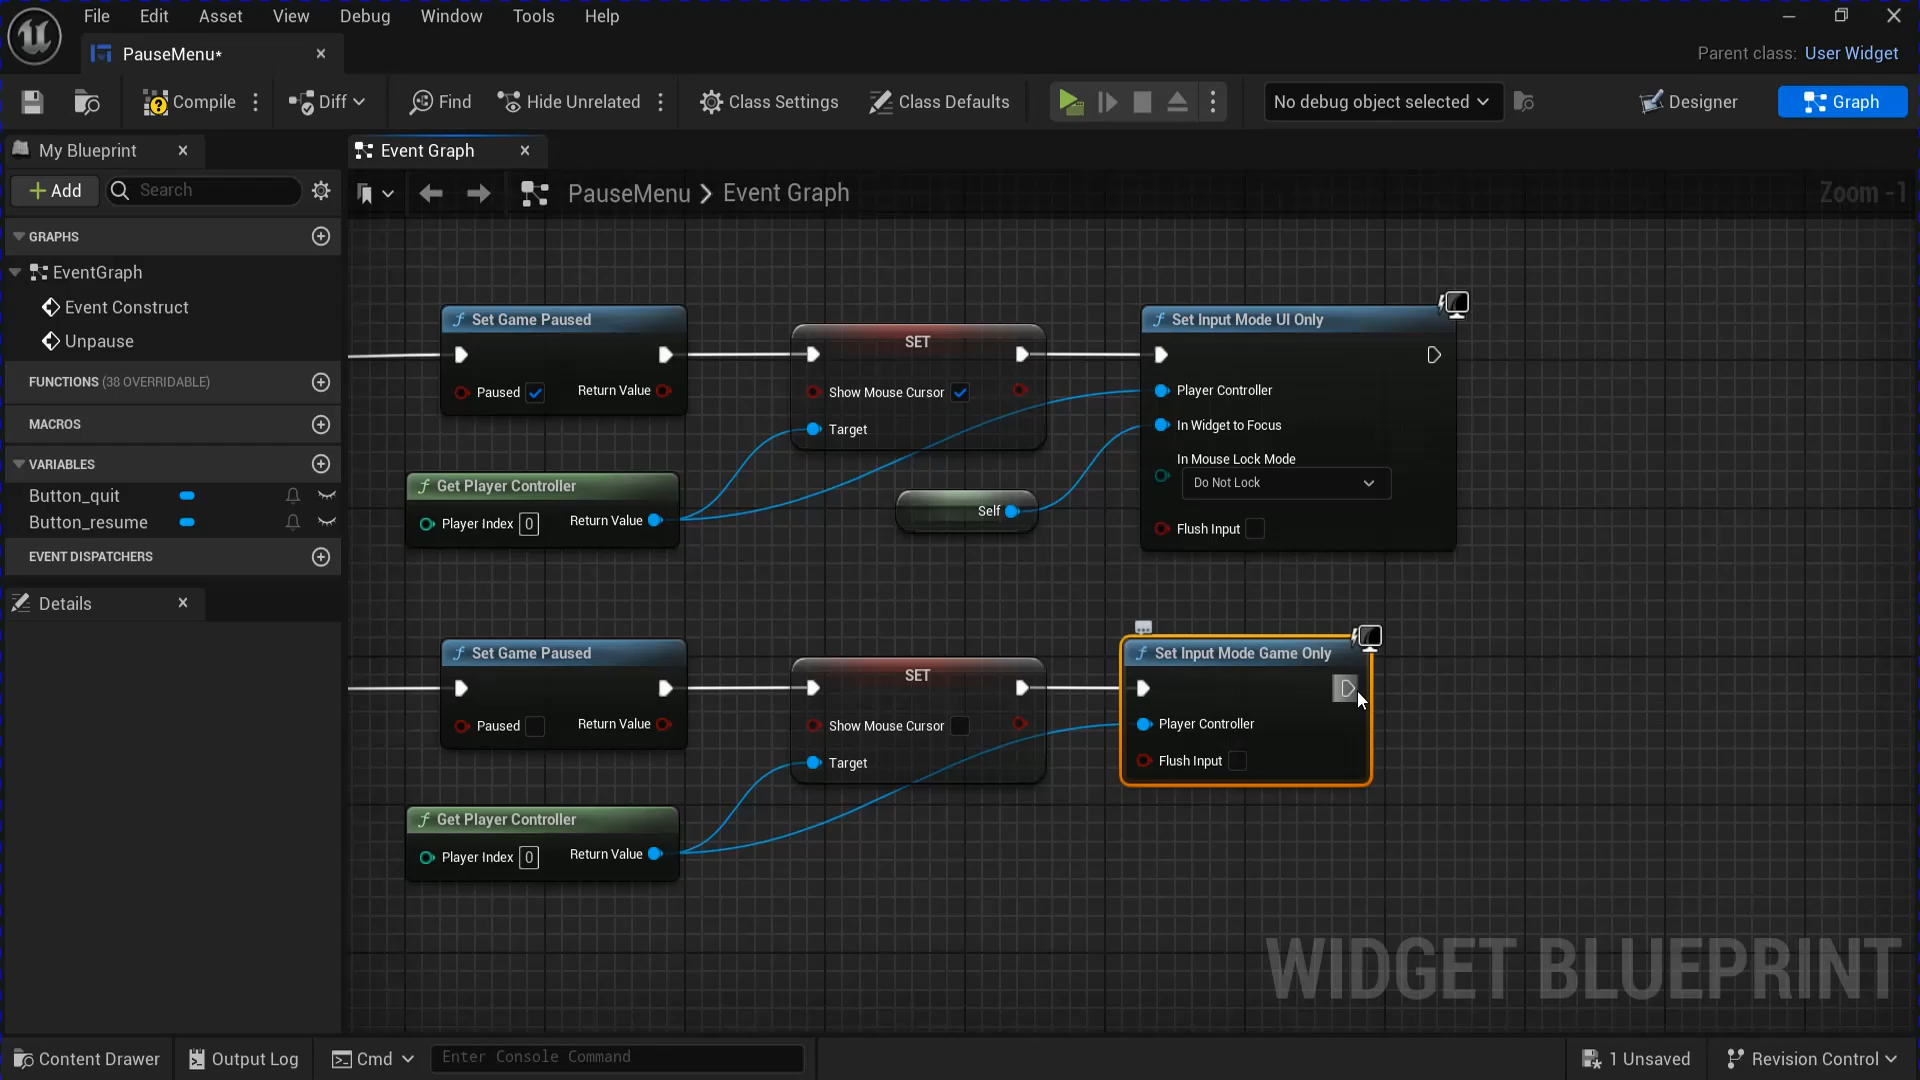 File Edit Asset View Debug Window Tools Help
PauseMenu*
Parent class: User Widget
Compile Diff Find Hide Unrelated Class Settings Class Defaults No debug object selected Designer Graph
My Blueprint
Event Graph
Add Search
PauseMenu > Event Graph
Zoom -1
GRAPHS
EventGraph
Event Construct
Unpause
FUNCTIONS (38 OVERRIDABLE)
MACROS
VARIABLES
Button_quit
Button_resume
EVENT DISPATCHERS
Details
Set Game Paused
Paused Return Value
SET
Show Mouse Cursor
Target
Set Input Mode UI Only
Player Controller
In Widget to Focus
In Mouse Lock Mode
Do Not Lock
Flush Input
Get Player Controller
Player Index 0 Return Value
Self
Set Game Paused
Paused Return Value
SET
Show Mouse Cursor
Target
Set Input Mode Game Only
Player Controller
Flush Input
Get Player Controller
Player Index 0 Return Value
WIDGET BLUEPRINT
Content Drawer Output Log Cmd Enter Console Command 1 Unsaved Revision Control